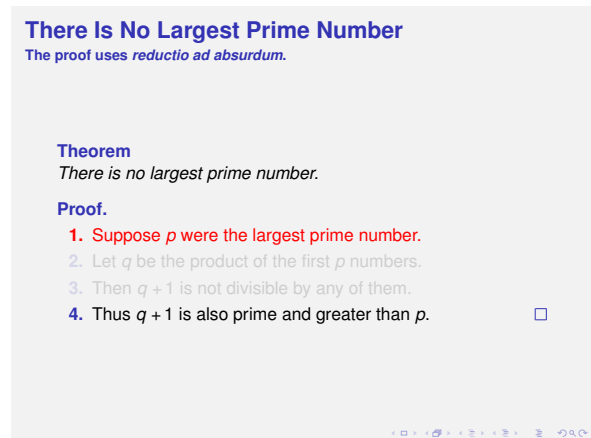 There Is No Largest Prime Number
The proof uses reductio ad absurdum.
Theorem
There is no largest prime number.
Proof.
1. Suppose p were the largest prime number.
2. Let q be the product of the first p numbers.
3. Then q + 1 is not divisible by any of them.
4. Thus q + 1 is also prime and greater than p. □